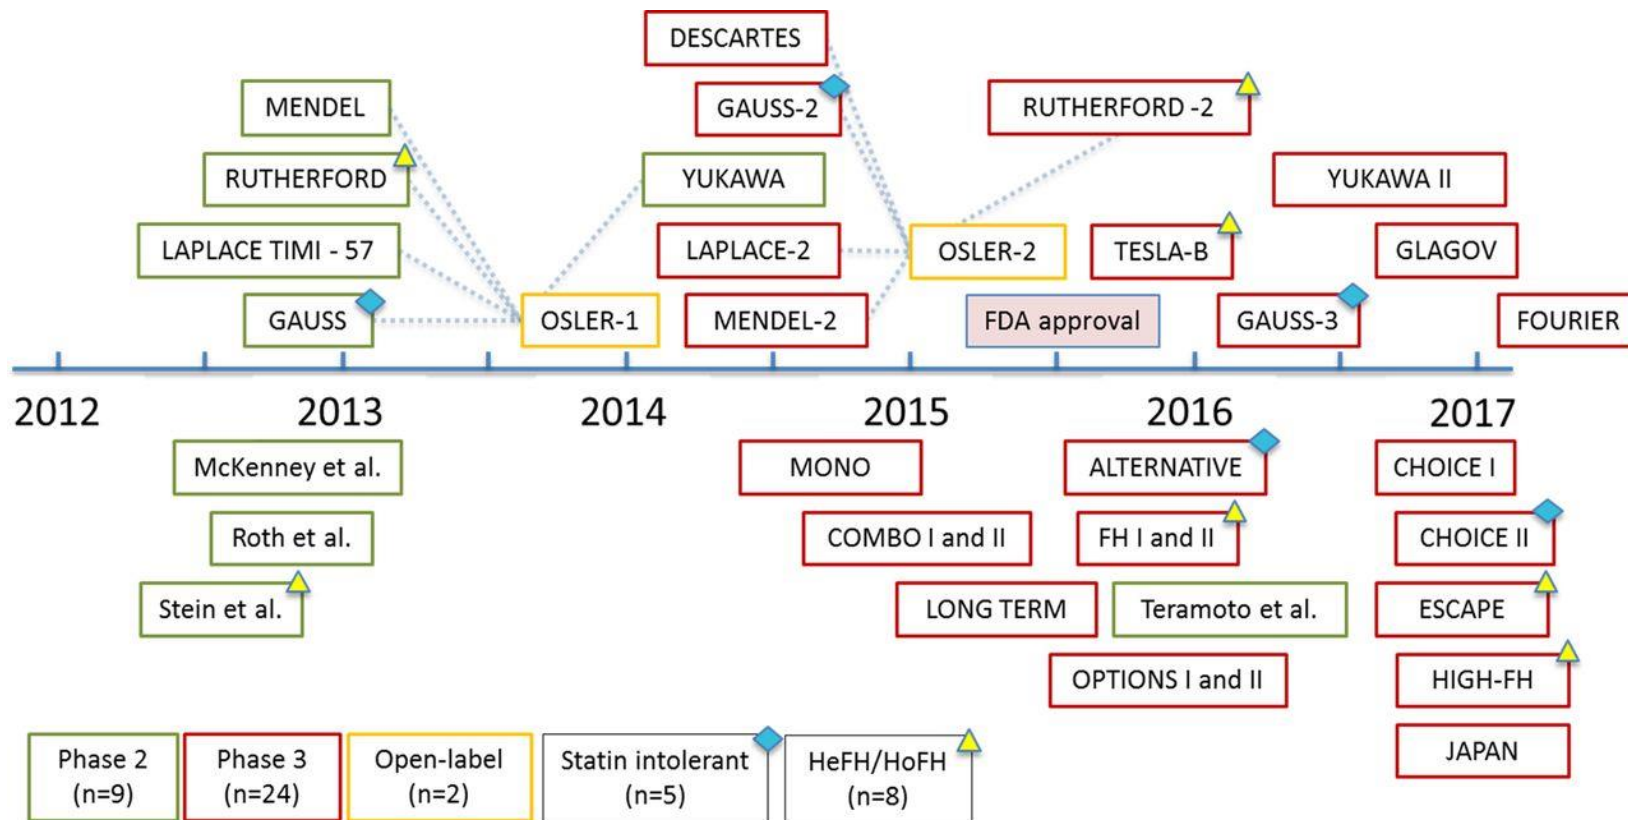 DESCARTES
MENDEL
GAUSS-2
RUTHERFORD -2
RUTHERFORD
YUKAWA
YUKAWA II
LAPLACE TIMI - 57
LAPLACE-2
OSLER-2
TESLA-B
GLAGOV
GAUSS
OSLER-1
MENDEL-2
FDA approval
GAUSS-3
FOURIER
2012
2013
2014
2015
2016
2017
McKenney et al.
MONO
ALTERNATIVE
CHOICE I
Roth et al.
COMBO I and II
FH I and II
CHOICE II
Stein et al.
LONG TERM
Teramoto et al.
ESCAPE
OPTIONS I and II
HIGH-FH
JAPAN
Phase 2
(n=9)
Phase 3
(n=24)
Open-label
(n=2)
Statin intolerant
(n=5)
HeFH/HoFH
(n=8)